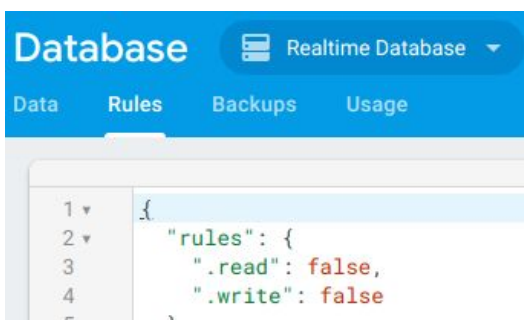 Database Realtime Database
Data Rules Backups Usage
1 {
2 "rules": {
3 ".read": false,
4 ".write": false